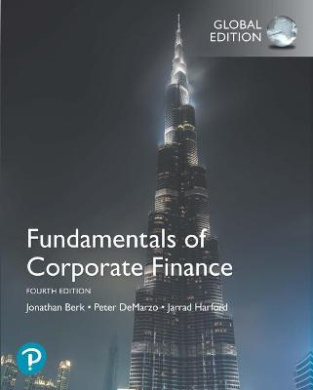 GLOBAL
EDITION
Fundamentals of
Corporate Finance
FOURTH EDITION
Jonathan Berk • Peter DeMarzo • Jarrad Harford
P